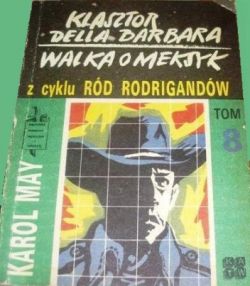 KLASZTOR
DELLA BARBARA
WALKA O MEKSYK
z cyklu RÓD RODRIGANDÓW
TOM
8
KAROL MAY